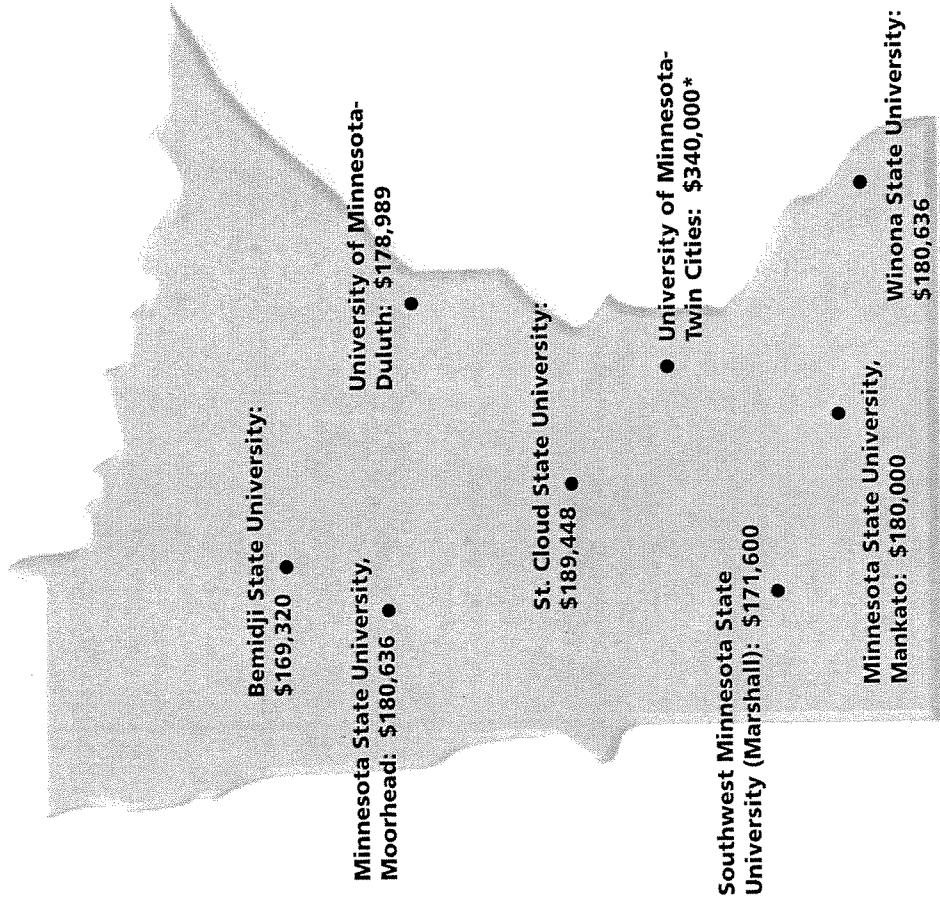 Bemidji State University:
$169,320
Minnesota State University,
Moorhead: $180,636
University of Minnesota-
Duluth: $178,989
St. Cloud State University:
$189,448
University of Minnesota-
Twin Cities: $340,000*
Southwest Minnesota State
University (Marshall): $171,600
Minnesota State University,
Mankato: $180,000
Winona State University:
$180,636